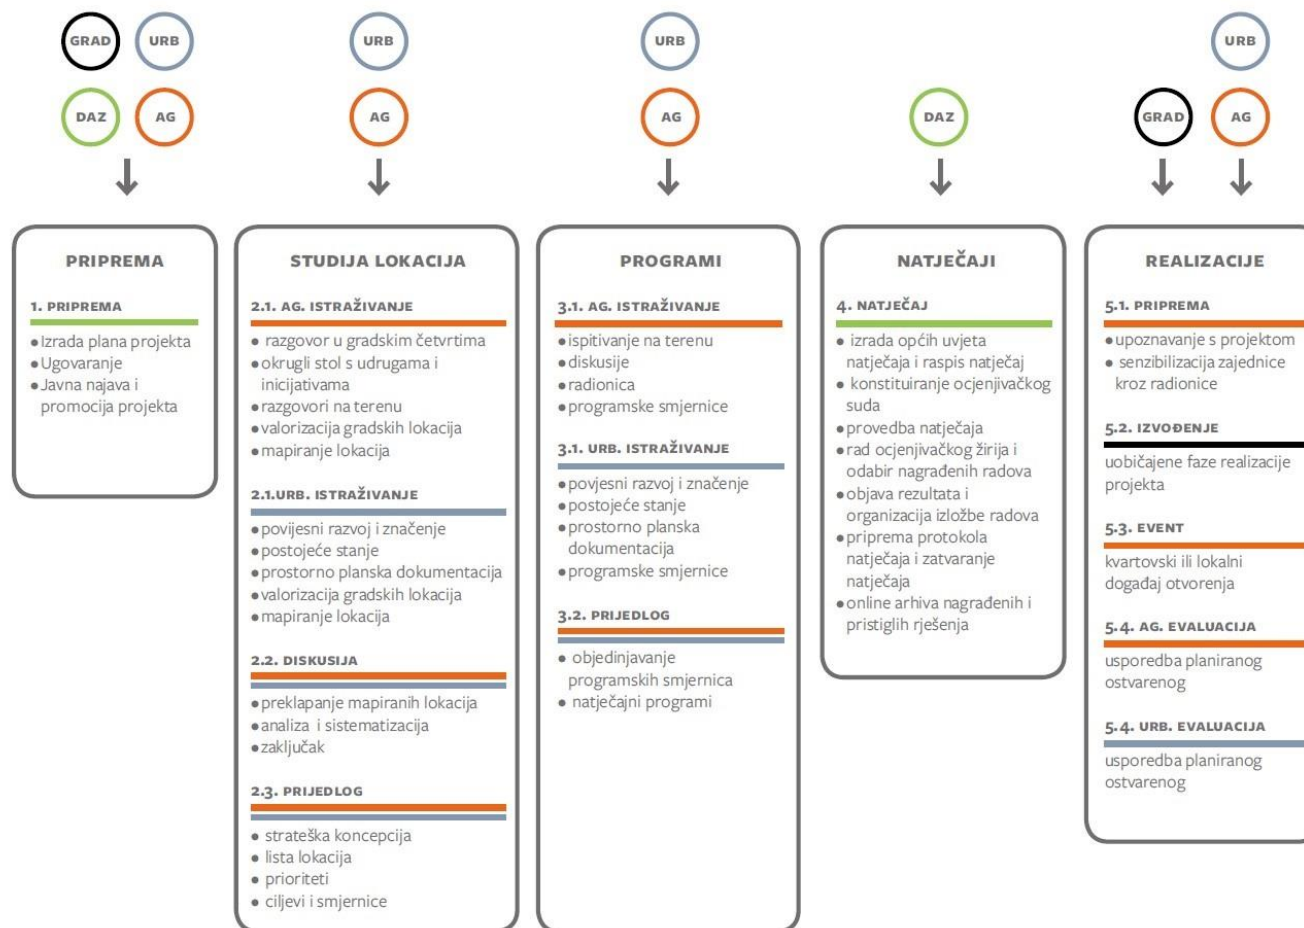 GRAD
URB
DAZ
AG
URB
AG
URB
AG
DAZ
URB
GRAD
AG
PRIPREMA
1. PRIPREMA
• Izrada plana projekta
• Ugovaranje
• Javna najava i
promocija projekta
STUDIJA LOKACIJA
2.1. AG. ISTRAŽIVANJE
• razgovor u gradskim četvrtima
• okrugli stol s udrugama i
inicijativama
• razgovori na terenu
• valorizacija gradskih lokacija
• mapiranje lokacija
2.1.URB. ISTRAŽIVANJE
• povijesni razvoj i značenje
• postojeće stanje
• prostorno planska dokumentacija
• valorizacija gradskih lokacija
• mapiranje lokacija
2.2. DISKUSIJA
• preklapanje mapiranih lokacija
• analiza i sistematizacija
• zaključak
2.3. PRIJEDLOG
• strateška koncepcija
• lista lokacija
• prioriteti
• ciljevi i smjernice
PROGRAMI
3.1. AG. ISTRAŽIVANJE
• ispitivanje na terenu
• diskusije
• radionica
• programske smjernice
3.1. URB. ISTRAŽIVANJE
• povjesni razvoj i značenje
• postojeće stanje
• prostorno planska
dokumentacija
• programske smjernice
3.2. PRIJEDLOG
• objedinjavanje
programskih smjernica
• natječajni programi
NATJEČAJI
4. NATJEČAJ
• izrada općih uvjeta
natječaja i raspis natječaj
• konstituiranje ocjenjivačkog
suda
• provedba natječaja
• rad ocjenjivačkog žirija i
odabir nagrađenih radova
• objava rezultata i
organizacija izložbe radova
• priprema protokola
natječaja i zatvaranje
natječaja
• online arhiva nagrađenih i
pristiglih rješenja
REALIZACIJE
5.1. PRIPREMA
• upoznavanje s projektom
• senzibilizacija zajednice
kroz radionice
5.2. IZVOĐENJE
uobičajene faze realizacije
projekta
5.3. EVENT
kvartovski ili lokalni
događaj otvorenja
5.4. AG. EVALUACIJA
usporedba planiranog
ostvarenog
5.4. URB. EVALUACIJA
usporedba planiranog
ostvarenog